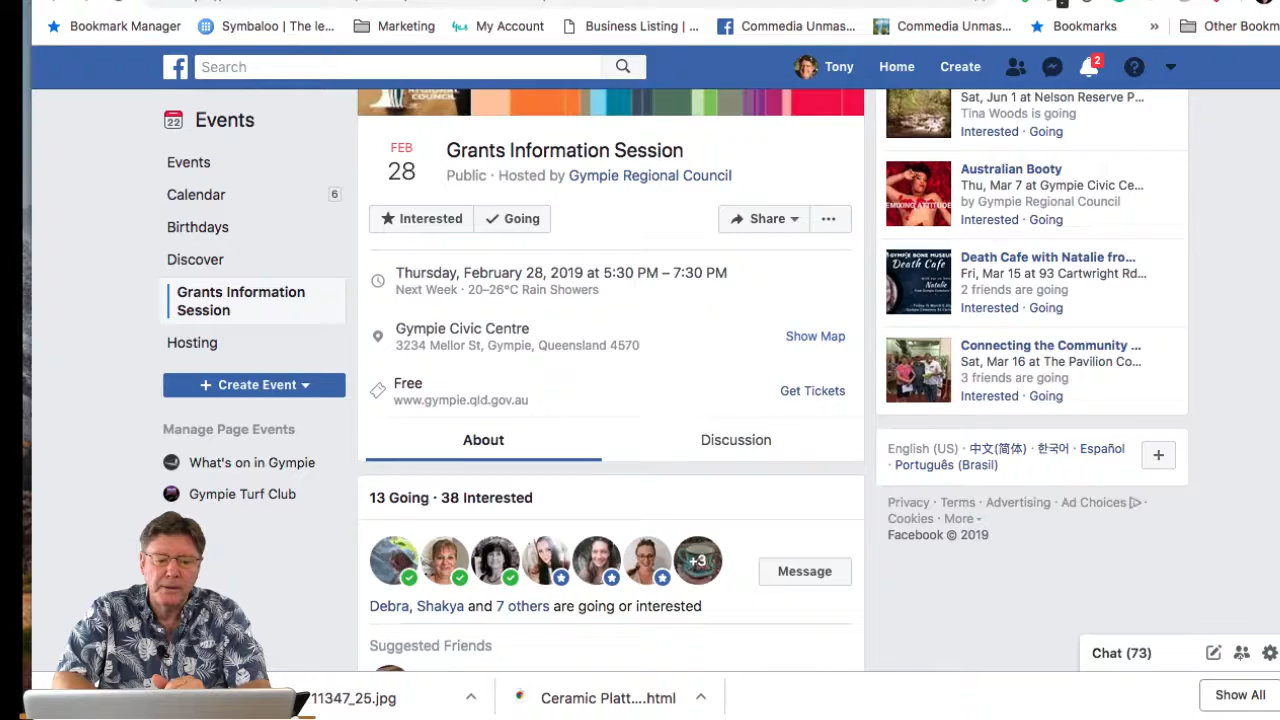 Bookmark Manager
Symbaloo | The le...
Marketing
My Account
Business Listing | ...
Commedia Unmas...
Commedia Unmas...
Bookmarks
»
Other Bookm
Search
Tony
Home
Create
2
22
Events
Events
Calendar
6
Birthdays
Discover
Grants Information
Session
Hosting
+ Create Event
Manage Page Events
What's on in Gympie
Gympie Turf Club
REGIONAL
COUNCIL
FEB
28
Grants Information Session
Public · Hosted by Gympie Regional Council
Interested
Going
Share
Thursday, February 28, 2019 at 5:30 PM – 7:30 PM
Next Week · 20–26°C Rain Showers
Gympie Civic Centre
3234 Mellor St, Gympie, Queensland 4570
Show Map
Free
www.gympie.qld.gov.au
Get Tickets
About
Discussion
13 Going · 38 Interested
+3
Message
Debra, Shakya and 7 others are going or interested
Suggested Friends
Sat, Jun 1 at Nelson Reserve P...
Tina Woods is going
Interested · Going
Australian Booty
Thu, Mar 7 at Gympie Civic Ce...
by Gympie Regional Council
Interested · Going
Death Cafe
Natalie
Death Cafe with Natalie fro...
Fri, Mar 15 at 93 Cartwright Rd...
2 friends are going
Interested · Going
Connecting the Community ...
Sat, Mar 16 at The Pavilion Co...
3 friends are going
Interested · Going
English (US) · 中文(简体) · 한국어 · Español
· Português (Brasil)
+
Privacy · Terms · Advertising · Ad Choices ·
Cookies · More
Facebook © 2019
Chat (73)
11347_25.jpg
Ceramic Platt....html
Show All